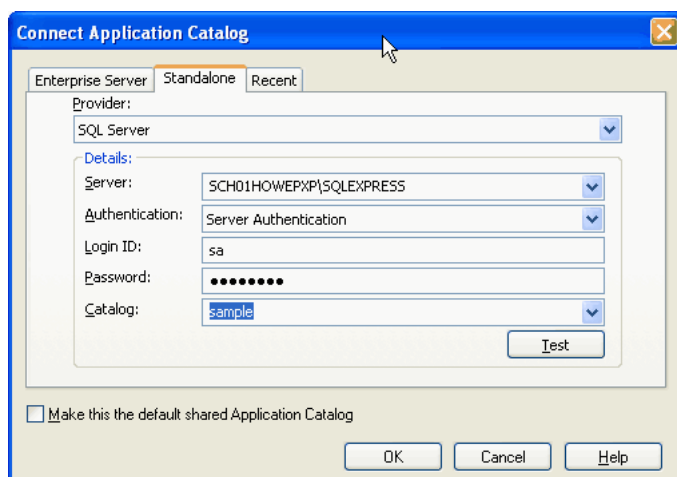 Connect Application Catalog
Enterprise Server Standalone Recent
Provider:
SQL Server
Details:
Server: SCH01HOWEPXP\SQLEXPRESS
Authentication: Server Authentication
Login ID: sa
Password: ●●●●●●●●
Catalog: sample
Test
Make this the default shared Application Catalog
OK Cancel Help